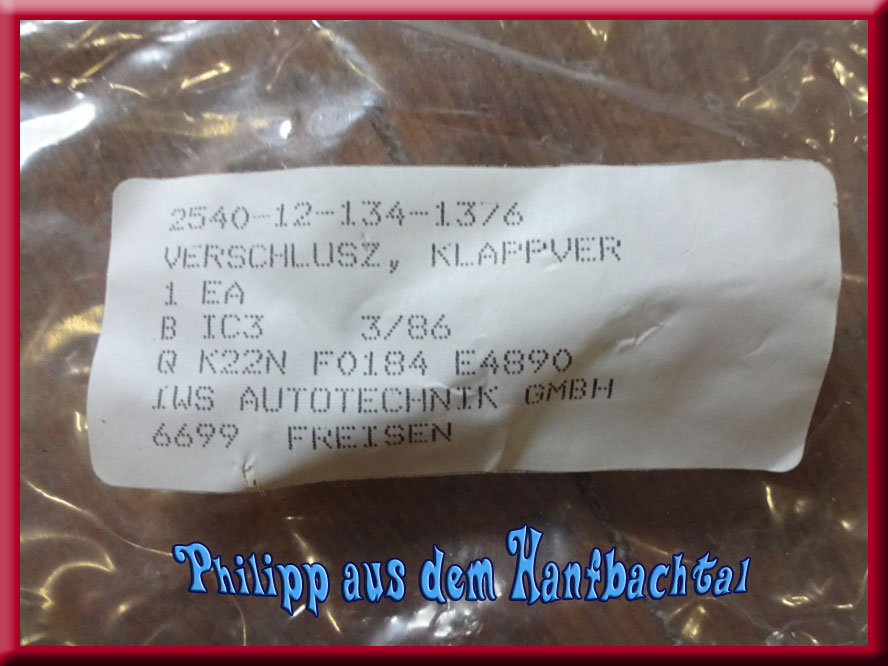 2540-12-134-1376
VERSCHLUSZ, KLAPPVER
1 EA
B IC3 3/86
Q K22N F0184 E4890
IWS AUTOTECHNIK GMBH
6699 FREISEN
Philipp aus dem Hanfbachtal